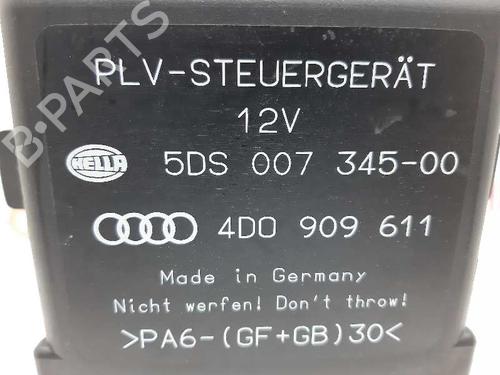 PLV-STEUERGERÄT
12V
HELLA 5DS 007 345-00
4D0 909 611
Made in Germany
Nicht werfen! Don't throw!
>PA6-(GF+GB)30<
B-PARTS